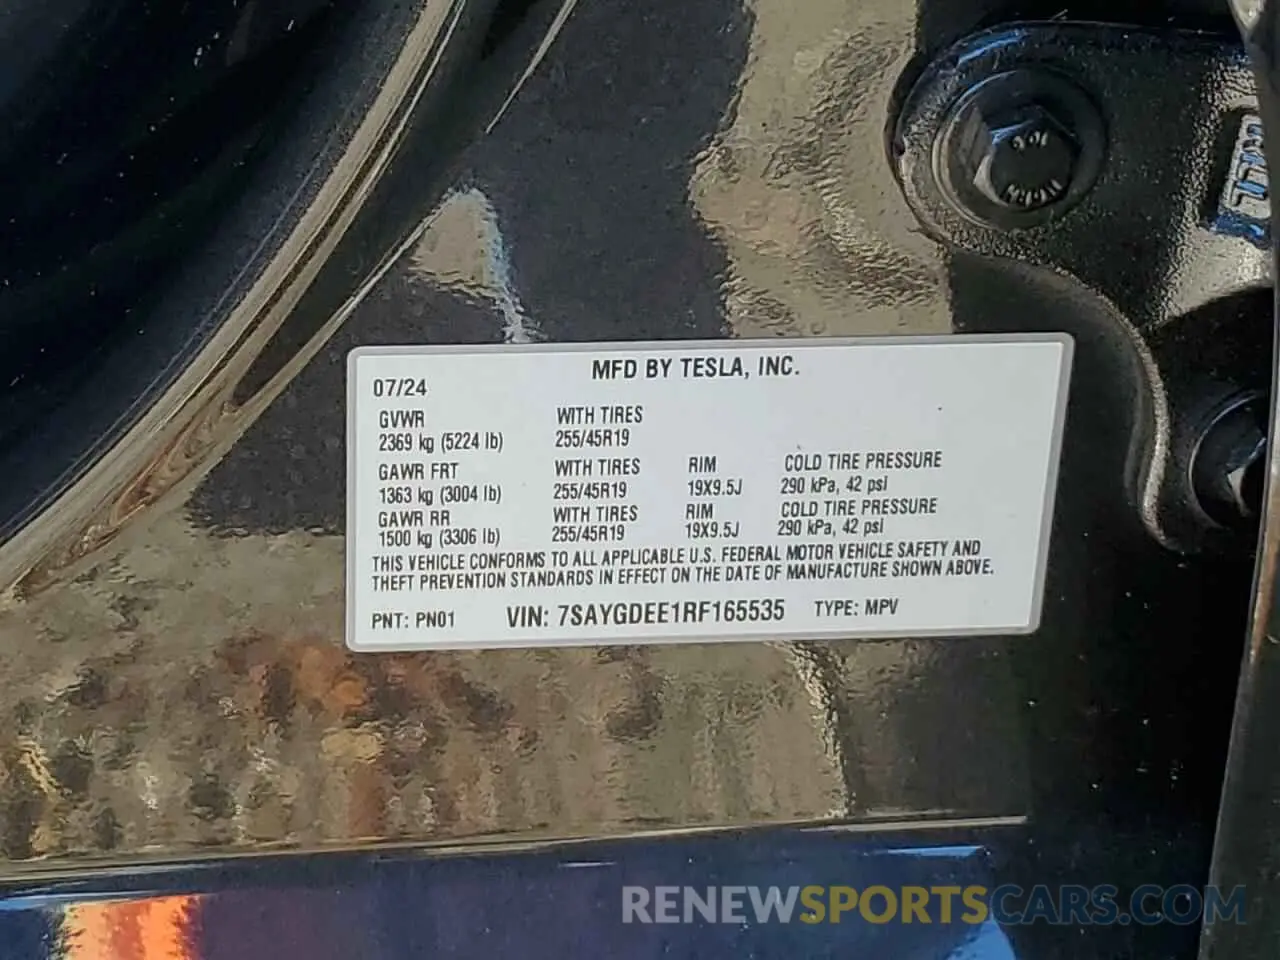 MFD BY TESLA, INC.
07/24
GVWR WITH TIRES
2369 kg (5224 lb) 255/45R19
GAWR FRT WITH TIRES RIM COLD TIRE PRESSURE
1363 kg (3004 lb) 255/45R19 19X9.5J 290 kPa, 42 psi
GAWR RR WITH TIRES RIM COLD TIRE PRESSURE
1500 kg (3306 lb) 255/45R19 19X9.5J 290 kPa, 42 psi
THIS VEHICLE CONFORMS TO ALL APPLICABLE U.S. FEDERAL MOTOR VEHICLE SAFETY AND
THEFT PREVENTION STANDARDS IN EFFECT ON THE DATE OF MANUFACTURE SHOWN ABOVE.
PNT: PN01 VIN: 7SAYGDEE1RF165535 TYPE: MPV
RENEWSPORTSCARS.COM